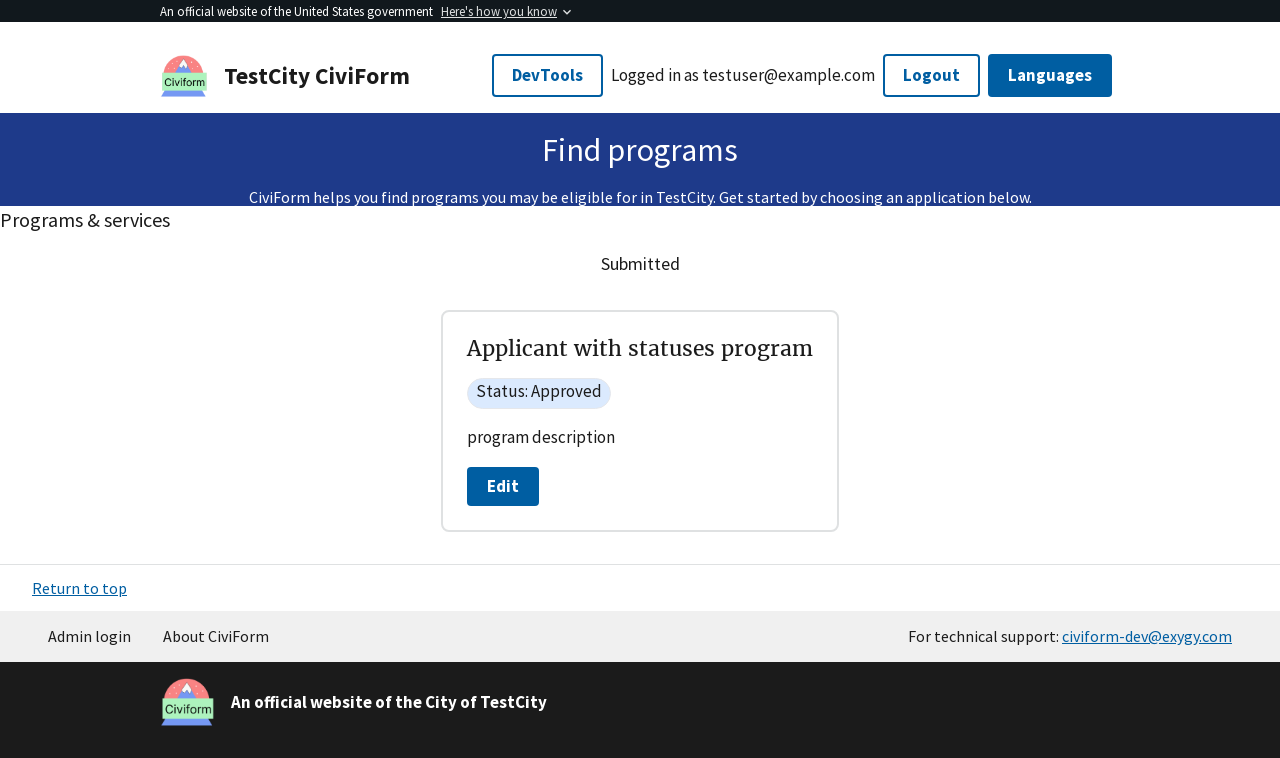 An official website of the United States government Here's how you know
Civiform
TestCity CiviForm
DevTools
Logged in as testuser@example.com
Logout
Languages
Find programs
CiviForm helps you find programs you may be eligible for in TestCity. Get started by choosing an application below.
Programs & services
Submitted
Applicant with statuses program
Status: Approved
program description
Edit
Return to top
Admin login
About CiviForm
For technical support: civiform-dev@exygy.com
Civiform
An official website of the City of TestCity